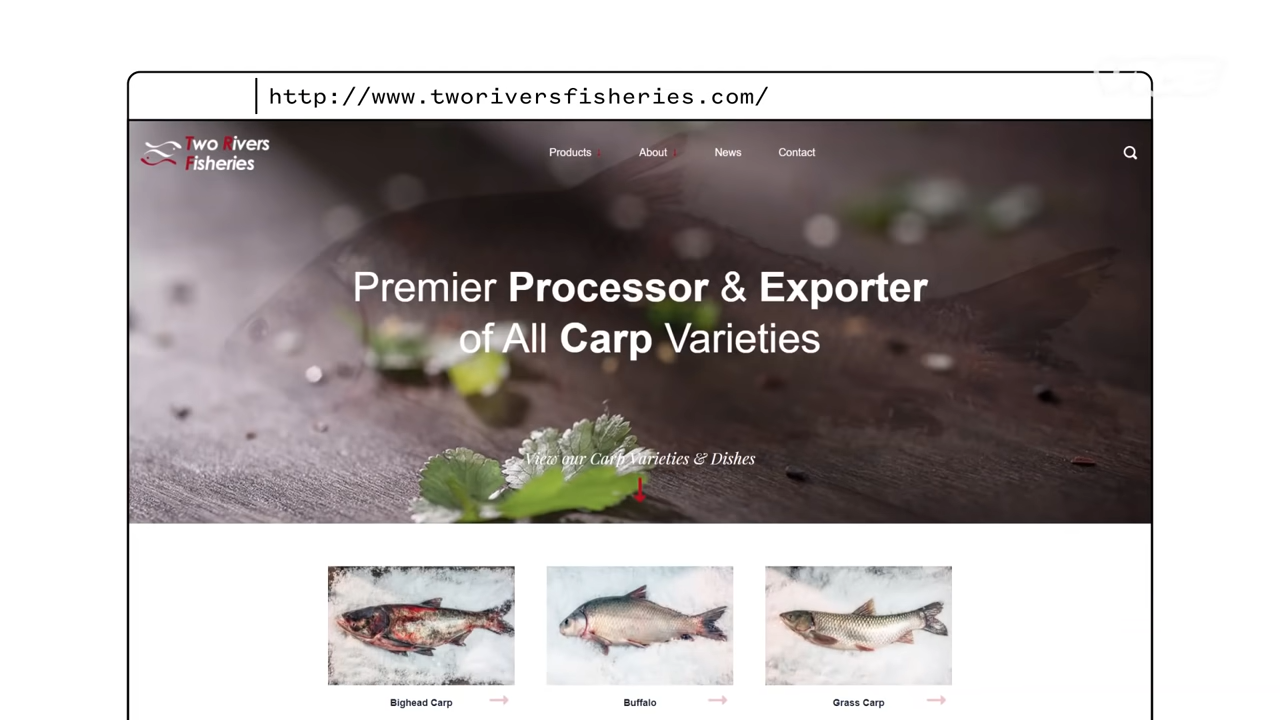 VICE
http://www.tworiversfisheries.com/
Two Rivers
Fisheries
Products
About
News
Contact
Premier Processor & Exporter
of All Carp Varieties
View our Carp Varieties & Dishes
Bighead Carp
Buffalo
Grass Carp